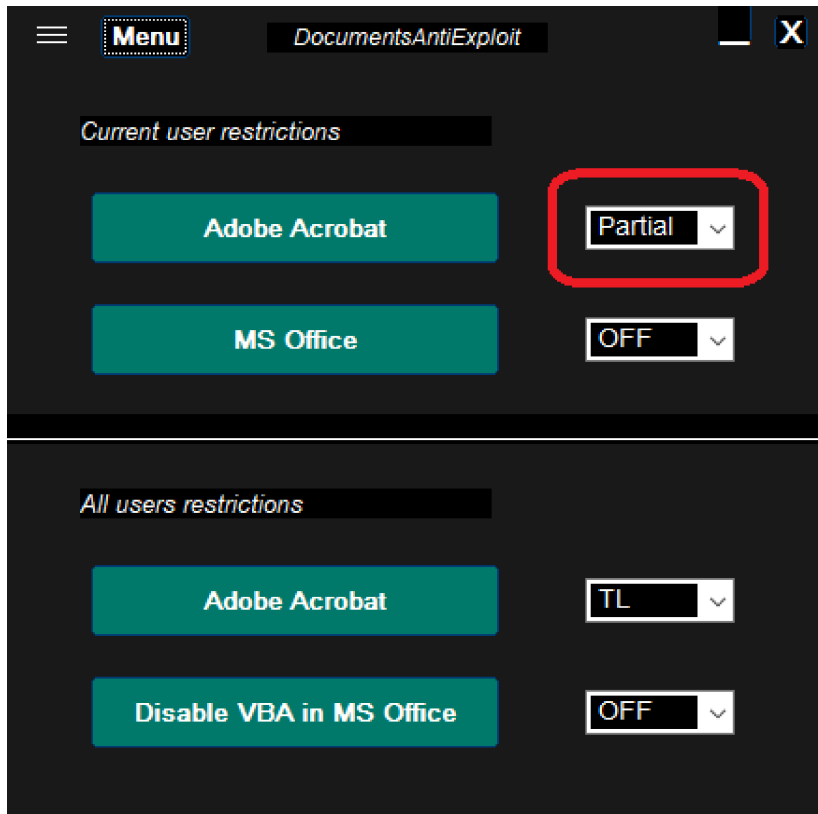 Menu DocumentsAntiExploit _ X
Current user restrictions
Adobe Acrobat Partial
MS Office OFF
All users restrictions
Adobe Acrobat TL
Disable VBA in MS Office OFF